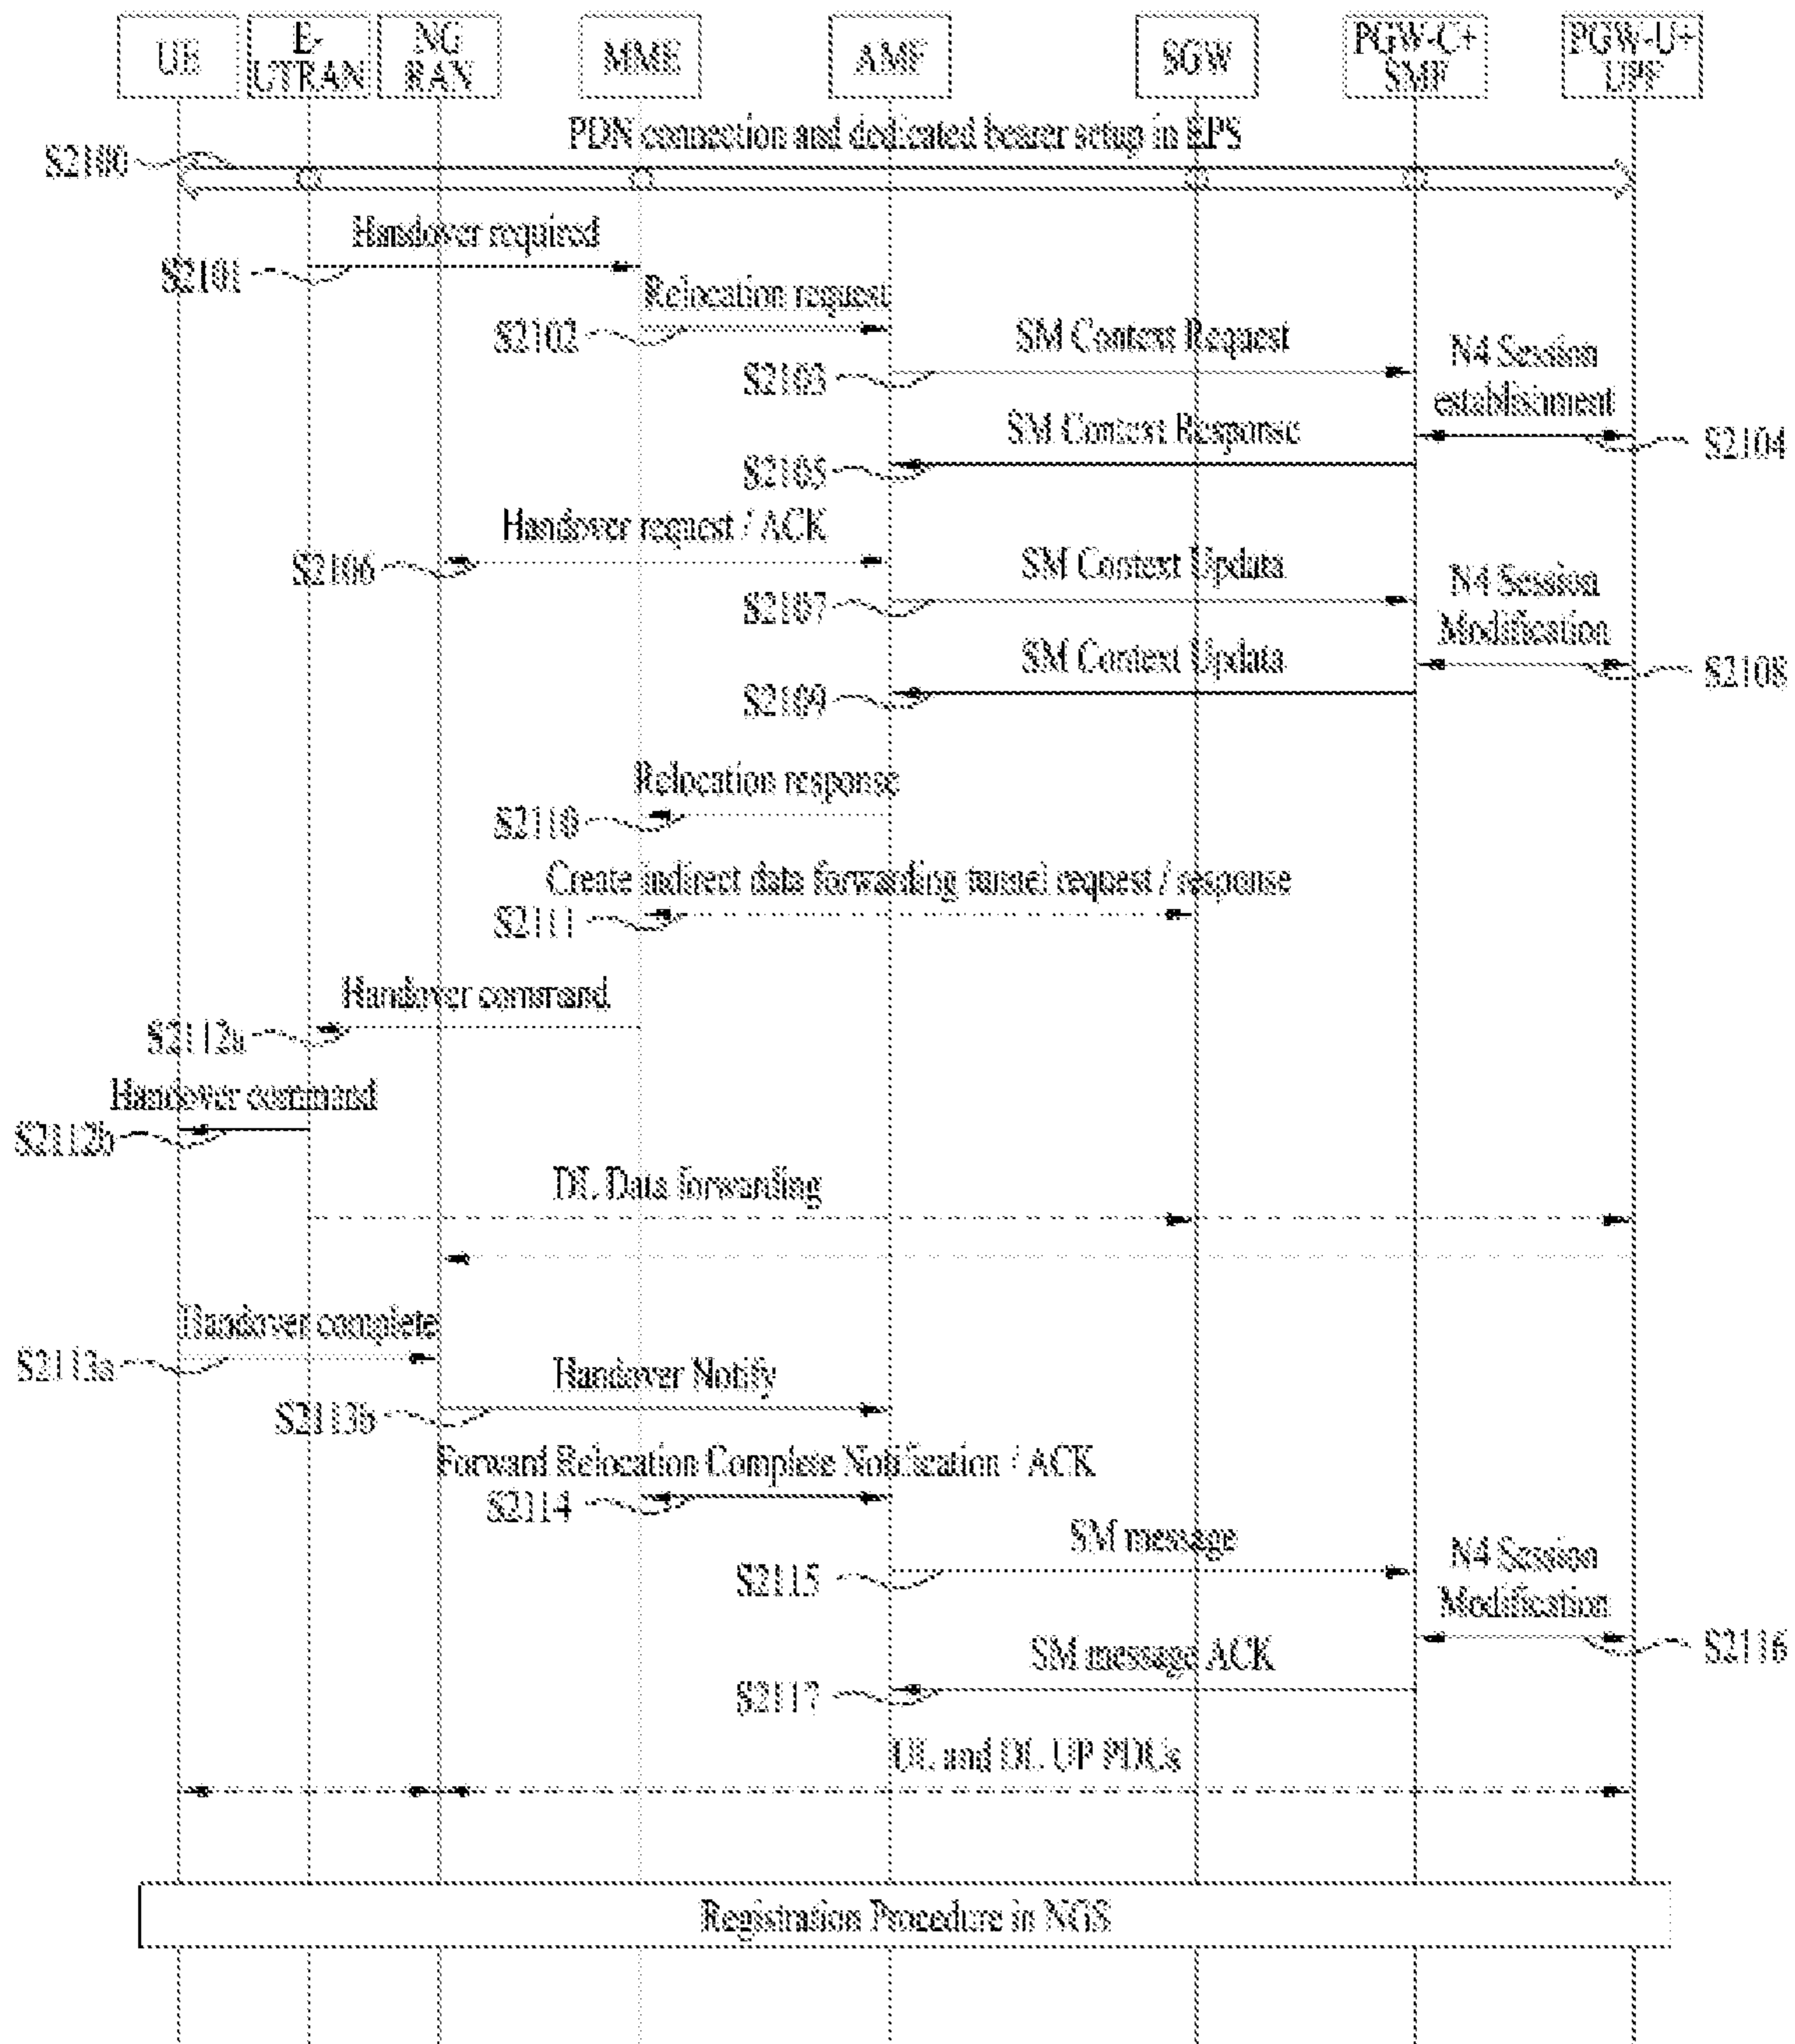 UE
E-
UTRAN
NG
RAN
MME
AMF
SGW
PGW-C+
SMF
PGW-U+
UPF
PDN connection and dedicated bearer setup in EPS
S2100
Handover required
S2101
Relocation request
S2102
SM Context Request
S2103
N4 Session
establishment
S2104
SM Context Response
S2105
Handover request / ACK
S2106
SM Context Updata
S2107
N4 Session
Modification
S2108
SM Context Updata
S2109
Relocation response
S2110
Create indirect data forwarding tunnel request / response
S2111
Handover command
S2112a
Handover command
S2112b
DL Data forwarding
Handover complete
S2113a
Handover Notify
S2113b
Forward Relocation Complete Notification / ACK
S2114
SM message
S2115
N4 Session
Modification
S2116
SM message ACK
S2117
UL and DL UP PDUs
Registration Procedure in NGS